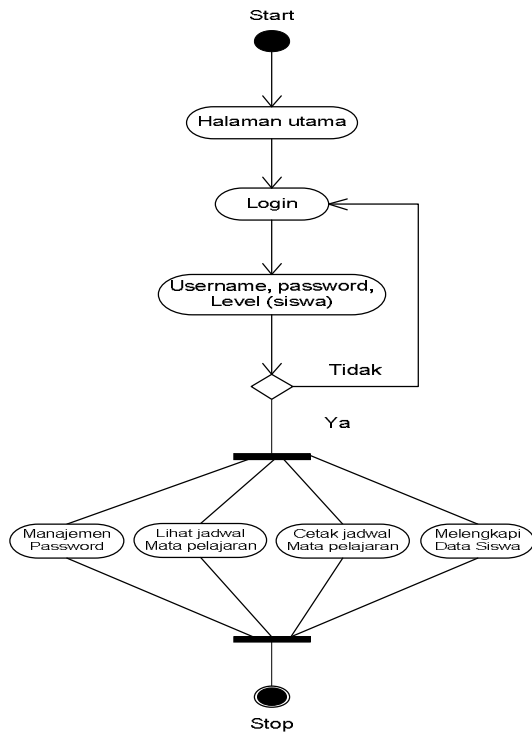 Start
Halaman utama
Login
Username, password,
Level (siswa)
Tidak
Ya
Manajemen
Password
Lihat jadwal
Mata pelajaran
Cetak jadwal
Mata pelajaran
Melengkapi
Data Siswa
Stop